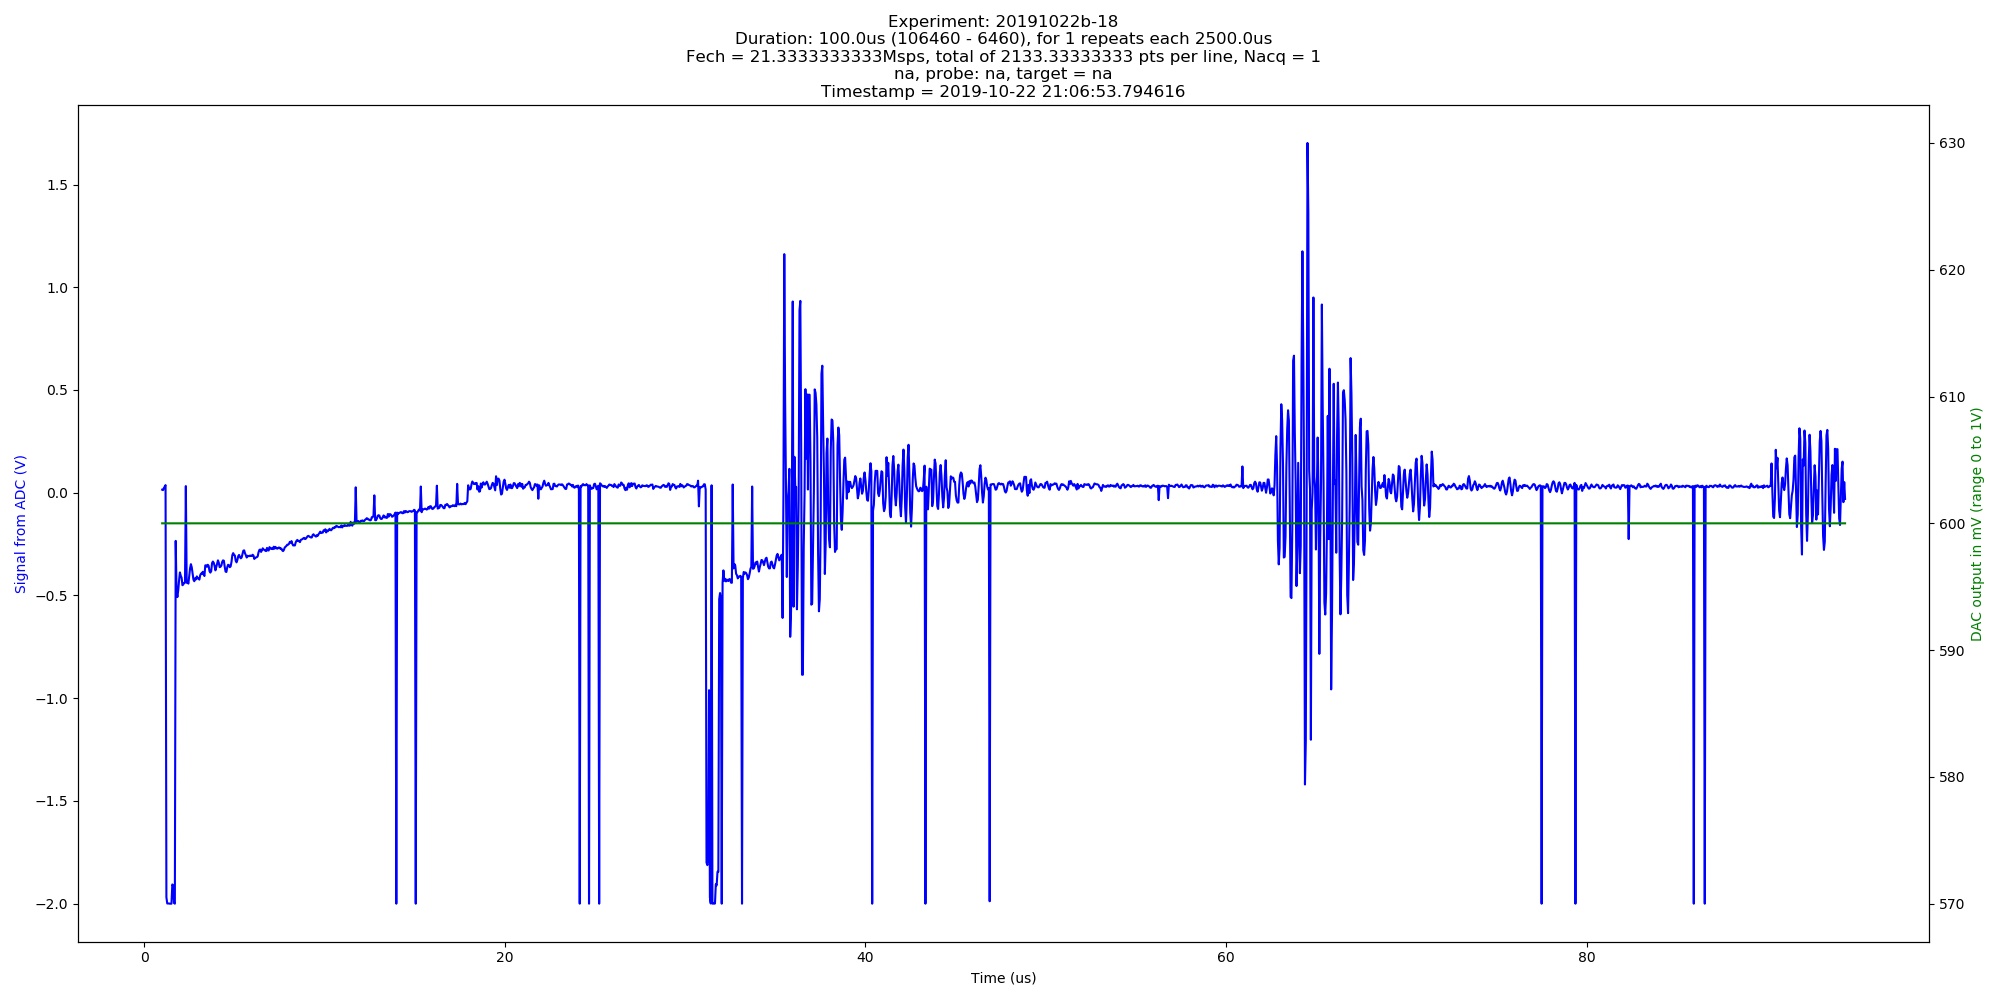 Experiment: 20191022b-18
Duration: 100.0us (106460 - 6460), for 1 repeats each 2500.0us
Fech = 21.3333333333Msps, total of 2133.33333333 pts per line, Nacq = 1
na, probe: na, target = na
Timestamp = 2019-10-22 21:06:53.794616
Signal from ADC (V)
1.5
1.0
0.5
0.0
−0.5
−1.0
−1.5
−2.0
630
620
610
600
590
580
570
DAC output in mV (range 0 to 1V)
0
20
40
60
80
Time (us)